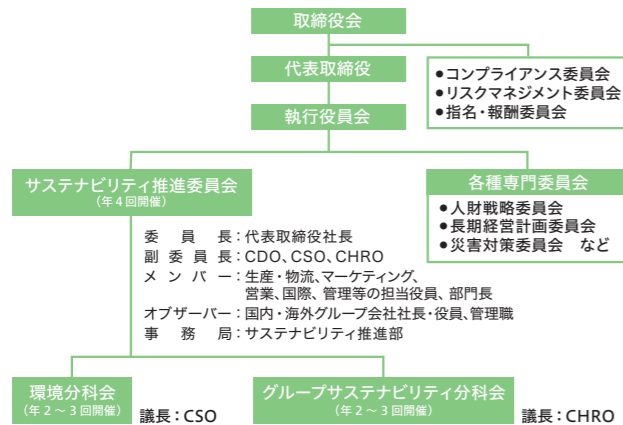 取締役会
代表取締役
●コンプライアンス委員会
●リスクマネジメント委員会
●指名・報酬委員会
執行役員会
サステナビリティ推進委員会
（年4回開催）
各種専門委員会
●人財戦略委員会
●長期経営計画委員会
●災害対策委員会　など
委員長：代表取締役社長
副委員長：CDO、CSO、CHRO
メンバー：生産・物流、マーケティング、
営業、国際、管理等の担当役員、部門長
オブザーバー：国内・海外グループ会社社長・役員、管理職
事務局：サステナビリティ推進部
環境分科会
（年2～3回開催）
議長：CSO
グループサステナビリティ分科会
（年2～3回開催）
議長：CHRO